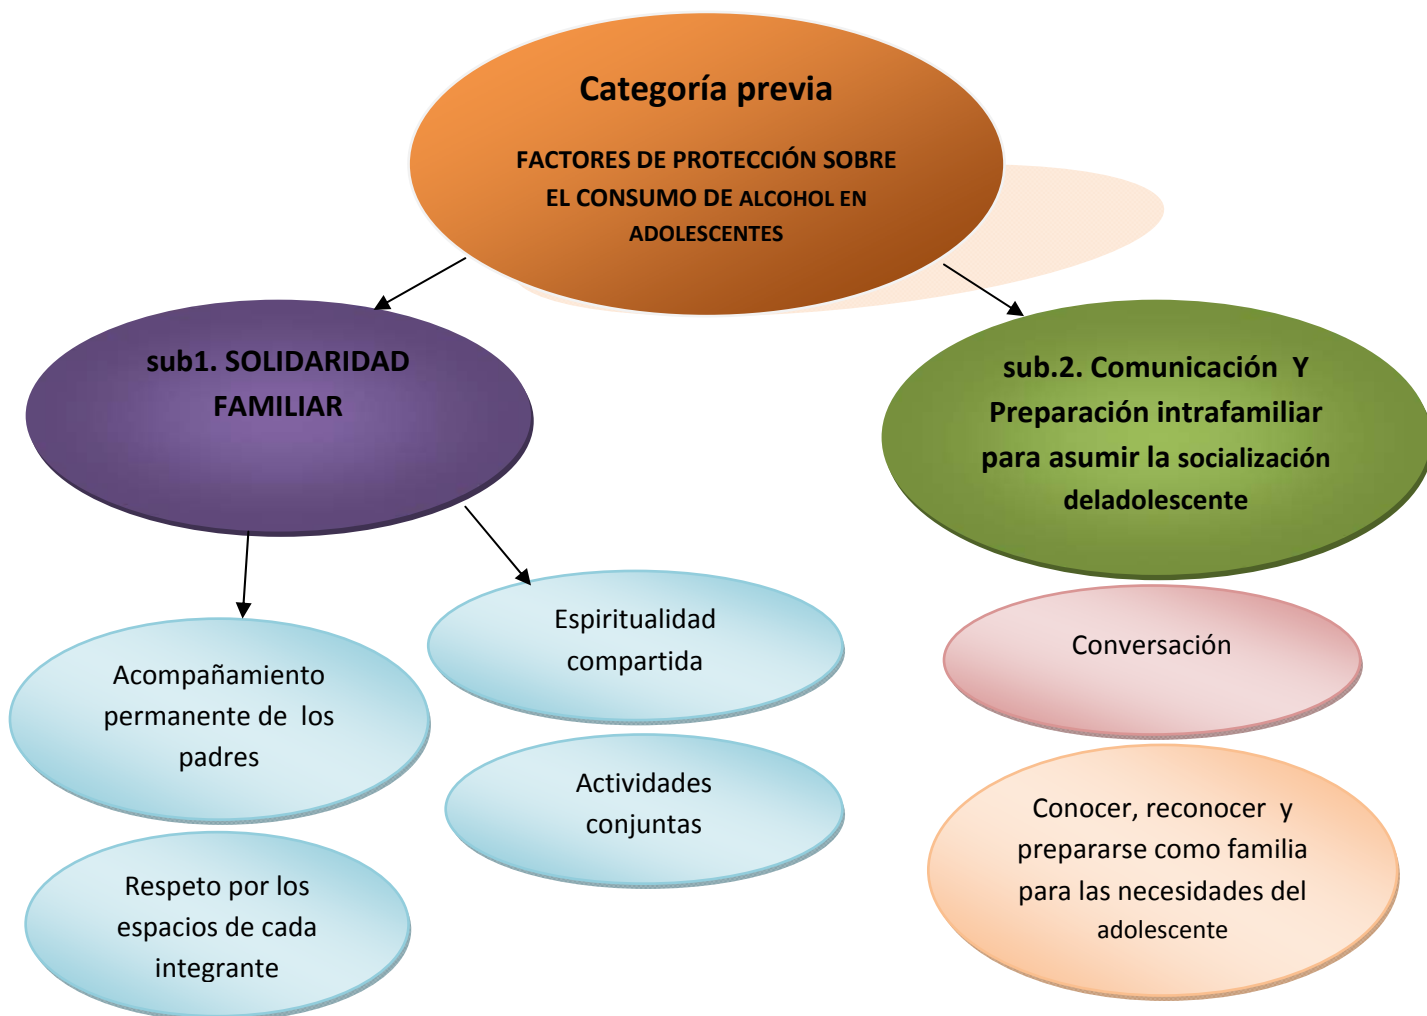 Categoría previa
FACTORES DE PROTECCIÓN SOBRE
EL CONSUMO DE ALCOHOL EN
ADOLESCENTES
sub1. SOLIDARIDAD
FAMILIAR
sub.2. Comunicación Y
Preparación intrafamiliar
para asumir la socialización
deladolescente
Acompañamiento
permanente de los
padres
Espiritualidad
compartida
Conversación
Respeto por los
espacios de cada
integrante
Actividades
conjuntas
Conocer, reconocer y
prepararse como familia
para las necesidades del
adolescente